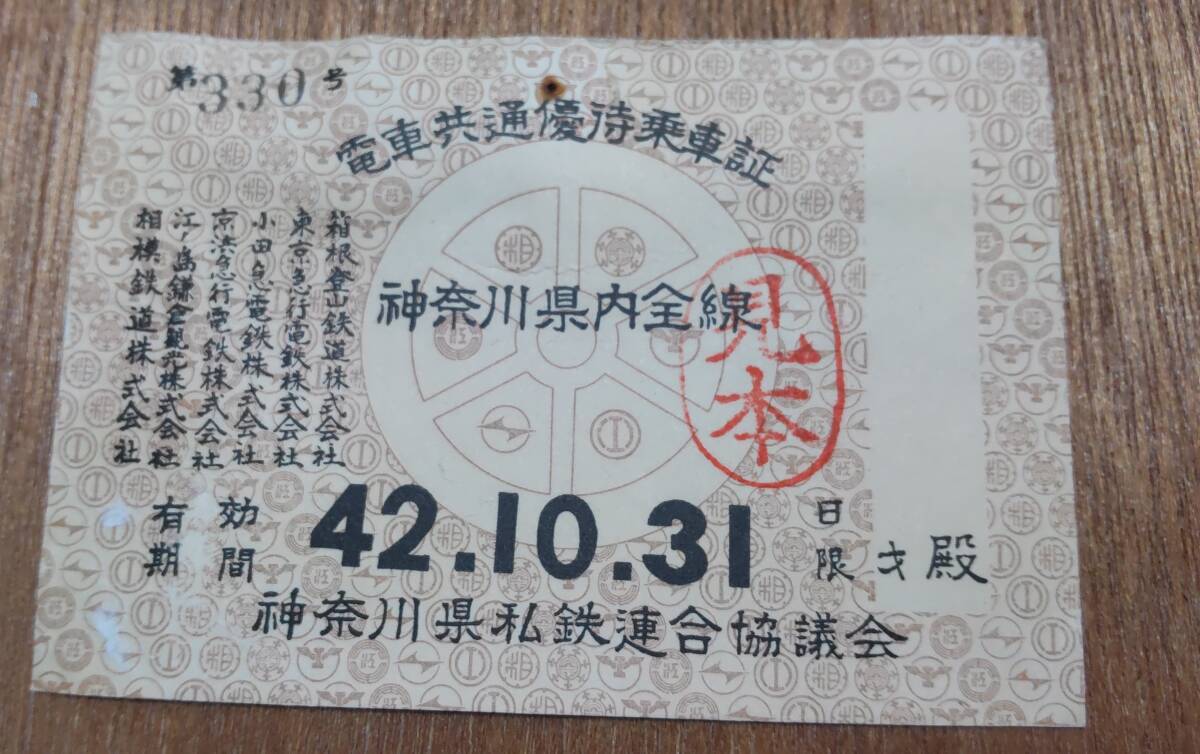 第330号
電車共通優待乗車証
神奈川県内全線
見本
箱根登山鉄道株式会社
東京急行電鉄株式会社
小田急電鉄株式会社
京浜急行電鉄株式会社
江ノ島鎌倉観光株式会社
相模鉄道株式会社
有効期間 42.10.31 日限
才 殿
神奈川県私鉄連合協議会